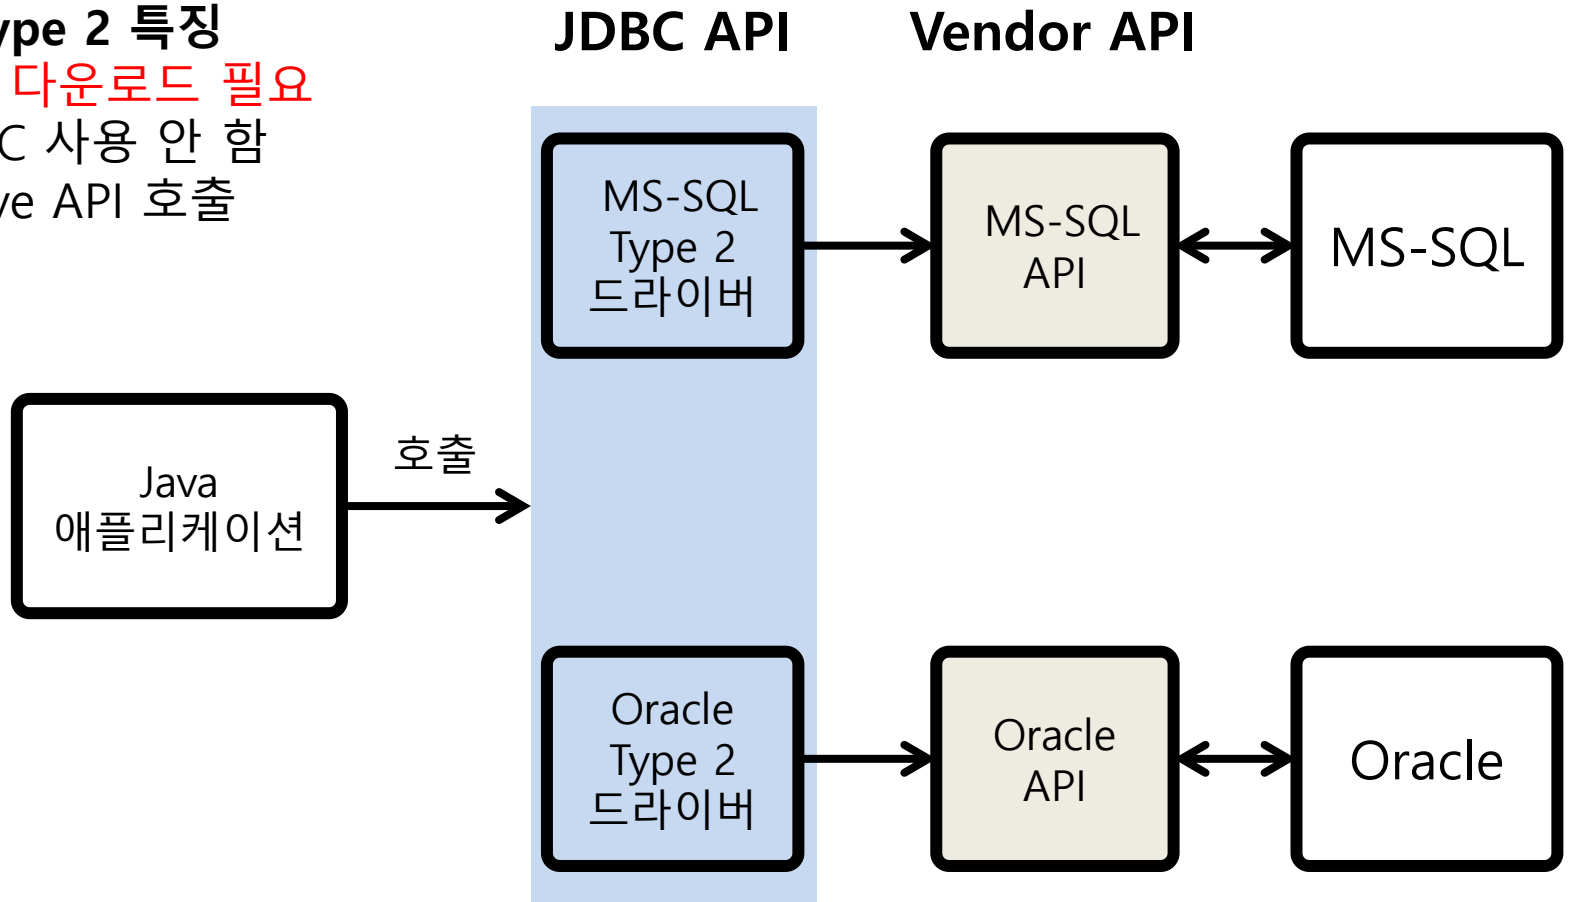 ype 2 특징
다운로드 필요
C 사용 안 함
ve API 호출
JDBC API
Vendor API
MS-SQL
Type 2
드라이버
MS-SQL
API
MS-SQL
Java
애플리케이션
호출
Oracle
Type 2
드라이버
Oracle
API
Oracle